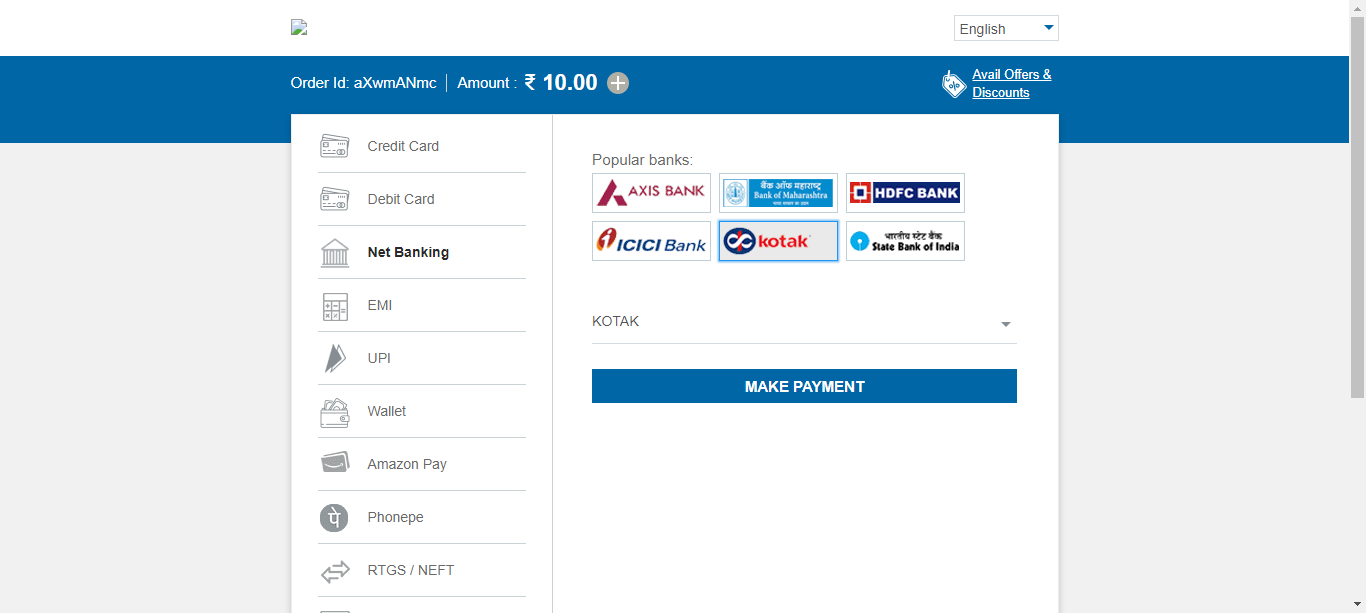 English
Order Id: aXwmANmc | Amount : ₹ 10.00
Avail Offers &
Discounts
Credit Card
Debit Card
Net Banking
EMI
UPI
Wallet
Amazon Pay
Phonepe
RTGS / NEFT
Popular banks:
AXIS BANK
बैंक ऑफ महाराष्ट्र
Bank of Maharashtra
HDFC BANK
ICICI Bank
kotak
भारतीय स्टेट बैंक
State Bank of India
KOTAK
MAKE PAYMENT